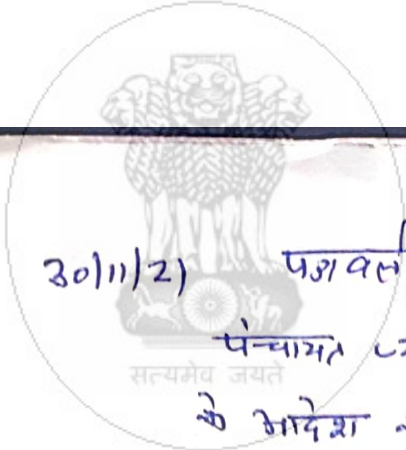 30/11/21 पत्रावली
पंचायत
सत्यमेव जयते
के आदेश